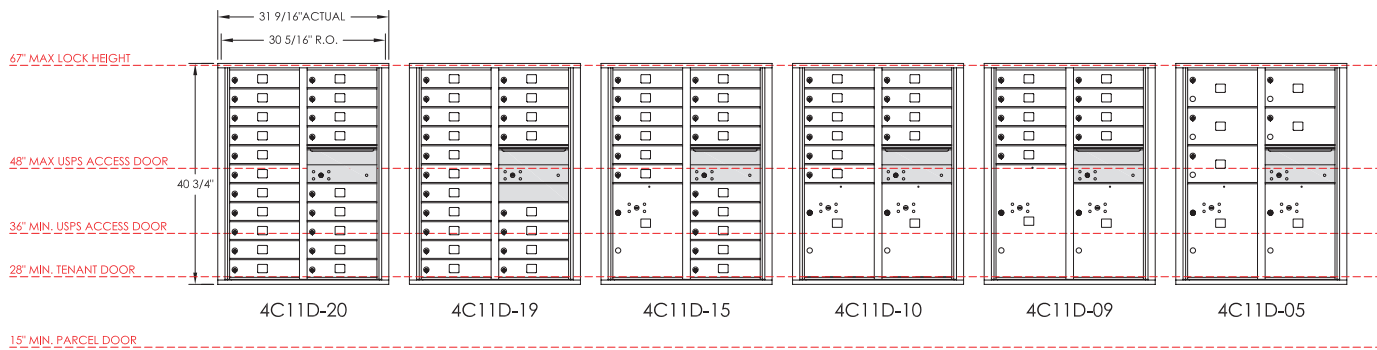 31 9/16"ACTUAL
30 5/16" R.O.
67" MAX LOCK HEIGHT
48" MAX USPS ACCESS DOOR
40 3/4"
36" MIN. USPS ACCESS DOOR
28" MIN. TENANT DOOR
4C11D-20 4C11D-19 4C11D-15 4C11D-10 4C11D-09 4C11D-05
15" MIN. PARCEL DOOR